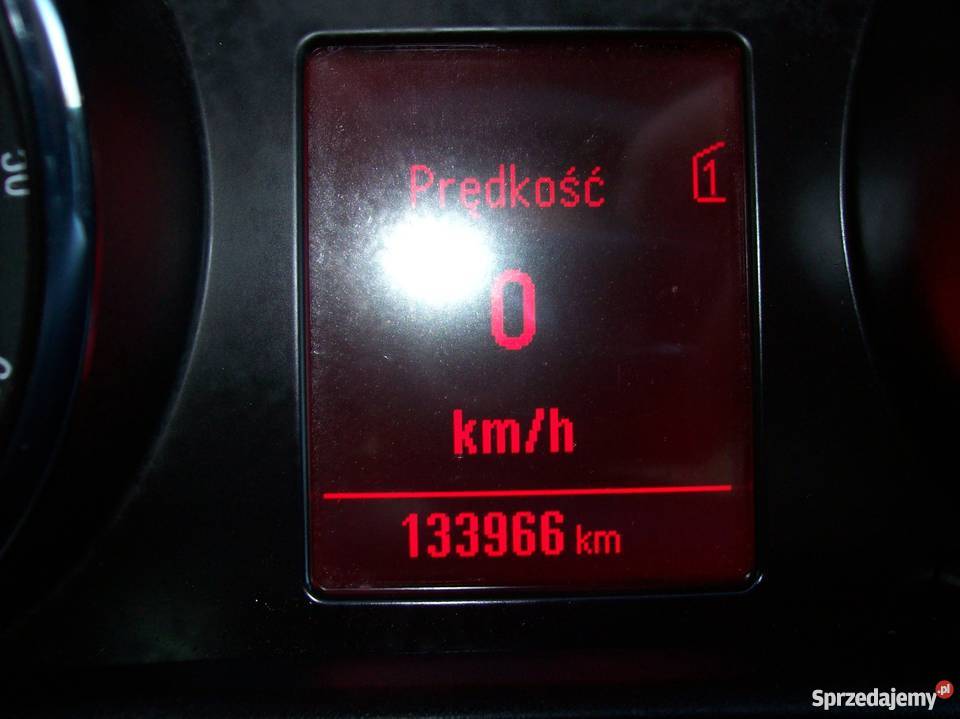 Prędkość
1
0
km/h
133966 km
Sprzedajemy.pl